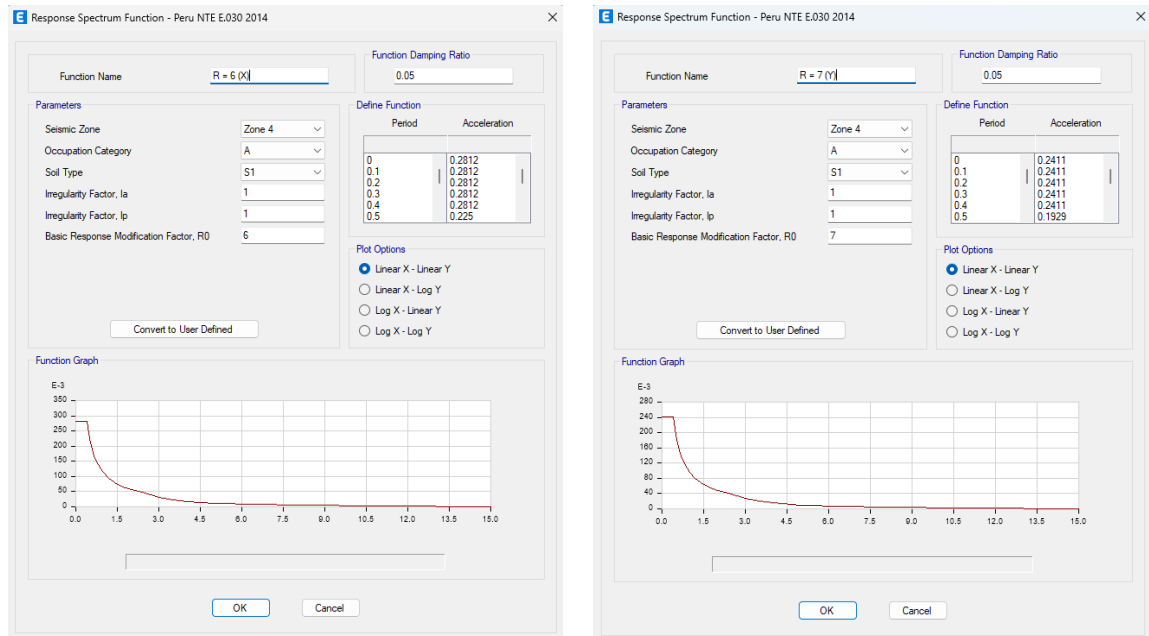 E Response Spectrum Function - Peru NTE E.030 2014
Function Name
R = 6 (X)
Function Damping Ratio
0.05
Parameters
Seismic Zone
Zone 4
Occupation Category
A
Soil Type
S1
Irregularity Factor, Ia
1
Irregularity Factor, Ip
1
Basic Response Modification Factor, R0
6
Convert to User Defined
Define Function
Period Acceleration
0 0.2812
0.1 0.2812
0.2 0.2812
0.3 0.2812
0.4 0.2812
0.5 0.225
Plot Options
Linear X - Linear Y
Linear X - Log Y
Log X - Linear Y
Log X - Log Y
Function Graph
E-3
350
300
250
200
150
100
50
0
0.0 1.5 3.0 4.5 6.0 7.5 9.0 10.5 12.0 13.5 15.0
OK Cancel
E Response Spectrum Function - Peru NTE E.030 2014
Function Name
R = 7 (Y)
Function Damping Ratio
0.05
Parameters
Seismic Zone
Zone 4
Occupation Category
A
Soil Type
S1
Irregularity Factor, Ia
1
Irregularity Factor, Ip
1
Basic Response Modification Factor, R0
7
Convert to User Defined
Define Function
Period Acceleration
0 0.2411
0.1 0.2411
0.2 0.2411
0.3 0.2411
0.4 0.2411
0.5 0.1929
Plot Options
Linear X - Linear Y
Linear X - Log Y
Log X - Linear Y
Log X - Log Y
Function Graph
E-3
280
240
200
160
120
80
40
0
0.0 1.5 3.0 4.5 6.0 7.5 9.0 10.5 12.0 13.5 15.0
OK Cancel